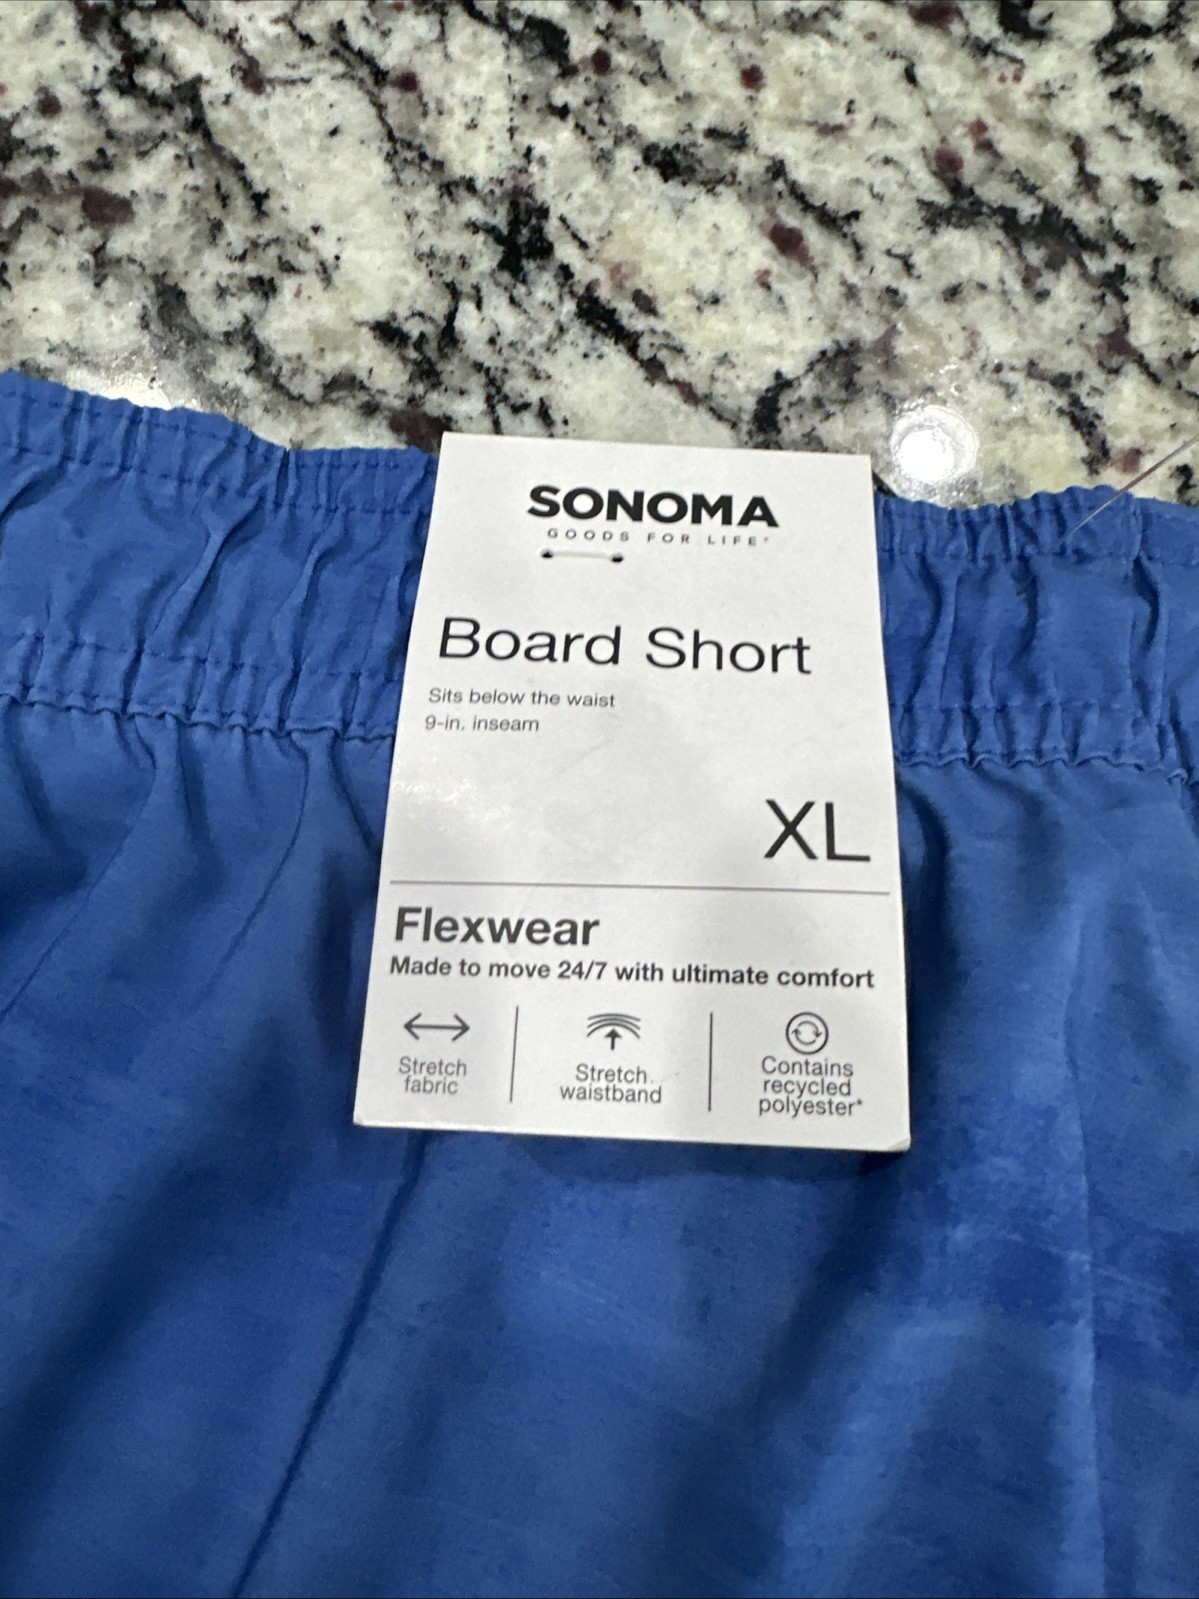 SONOMA
GOODS FOR LIFE*
Board Short
Sits below the waist
9-in. inseam
XL
Flexwear
Made to move 24/7 with ultimate comfort
Stretch
fabric
Stretch
waistband
Contains
recycled
polyester*